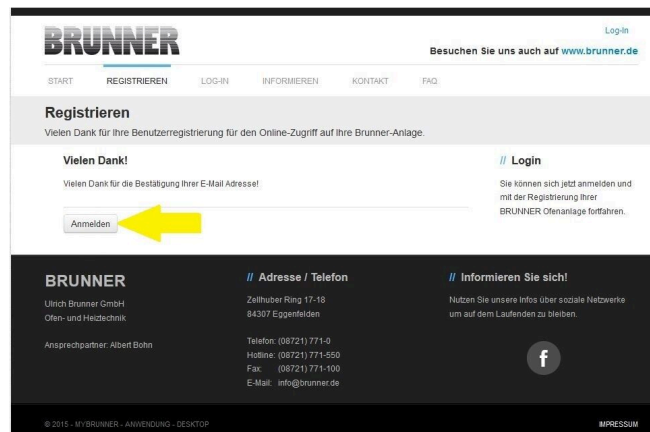 BRUNNER
Log-In
Besuchen Sie uns auch auf www.brunner.de
START REGISTRIEREN LOG-IN INFORMIEREN KONTAKT FAQ
Registrieren
Vielen Dank für Ihre Benutzerregistrierung für den Online-Zugriff auf Ihre Brunner-Anlage.
Vielen Dank!
Vielen Dank für die Bestätigung Ihrer E-Mail Adresse!
Anmelden
// Login
Sie können sich jetzt anmelden und
mit der Registrierung Ihrer
BRUNNER Ofenanlage fortfahren.
BRUNNER
Ulrich Brunner GmbH
Ofen- und Heiztechnik
Ansprechpartner: Albert Bohn
// Adresse / Telefon
Zellhuber Ring 17-18
84307 Eggenfelden
Telefon: (08721) 771-0
Hotline: (08721) 771-550
Fax: (08721) 771-100
E-Mail: info@brunner.de
// Informieren Sie sich!
Nutzen Sie unsere Infos über soziale Netzwerke
um auf dem Laufenden zu bleiben.
f
© 2015 - MYBRUNNER - ANWENDUNG - DESKTOP
IMPRESSUM